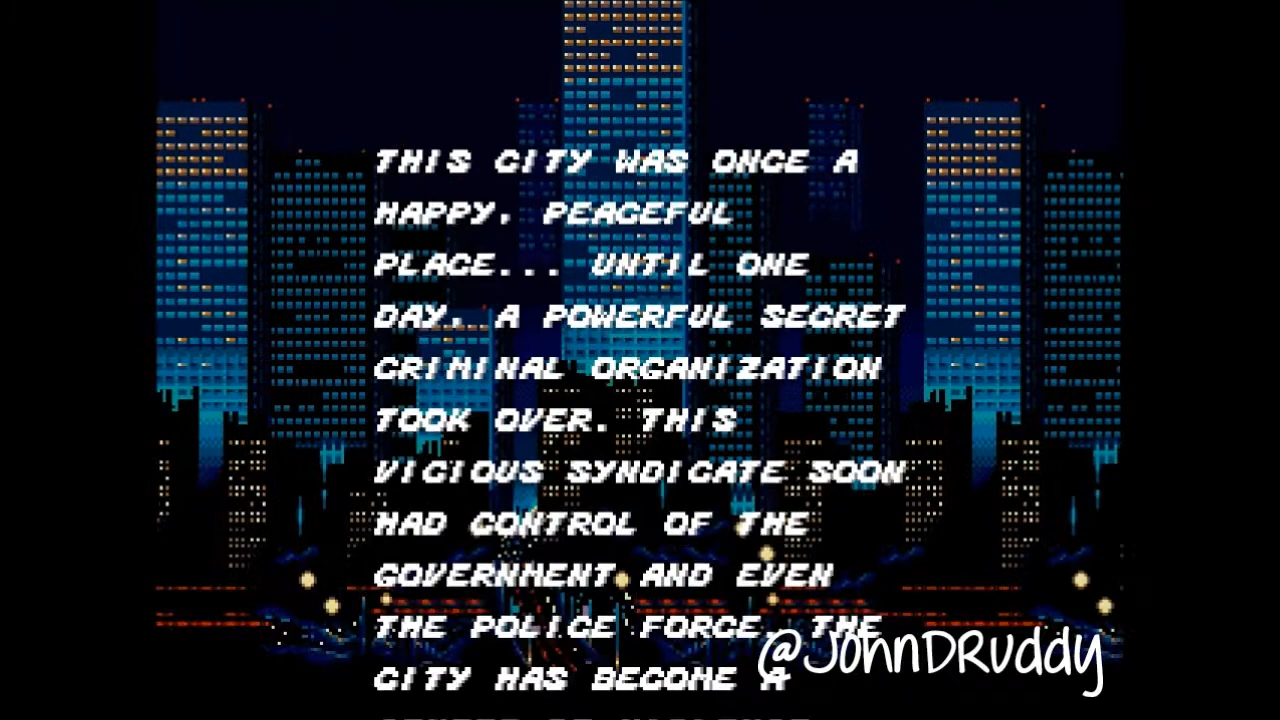 THIS CITY WAS ONCE A
HAPPY, PEACEFUL
PLACE... UNTIL ONE
DAY, A POWERFUL SECRET
CRIMINAL ORGANIZATION
TOOK OVER. THIS
VICIOUS SYNDICATE SOON
HAD CONTROL OF THE
GOVERNMENT AND EVEN
THE POLICE FORCE. THE
CITY HAS BECOME A
@JohnDRuddy